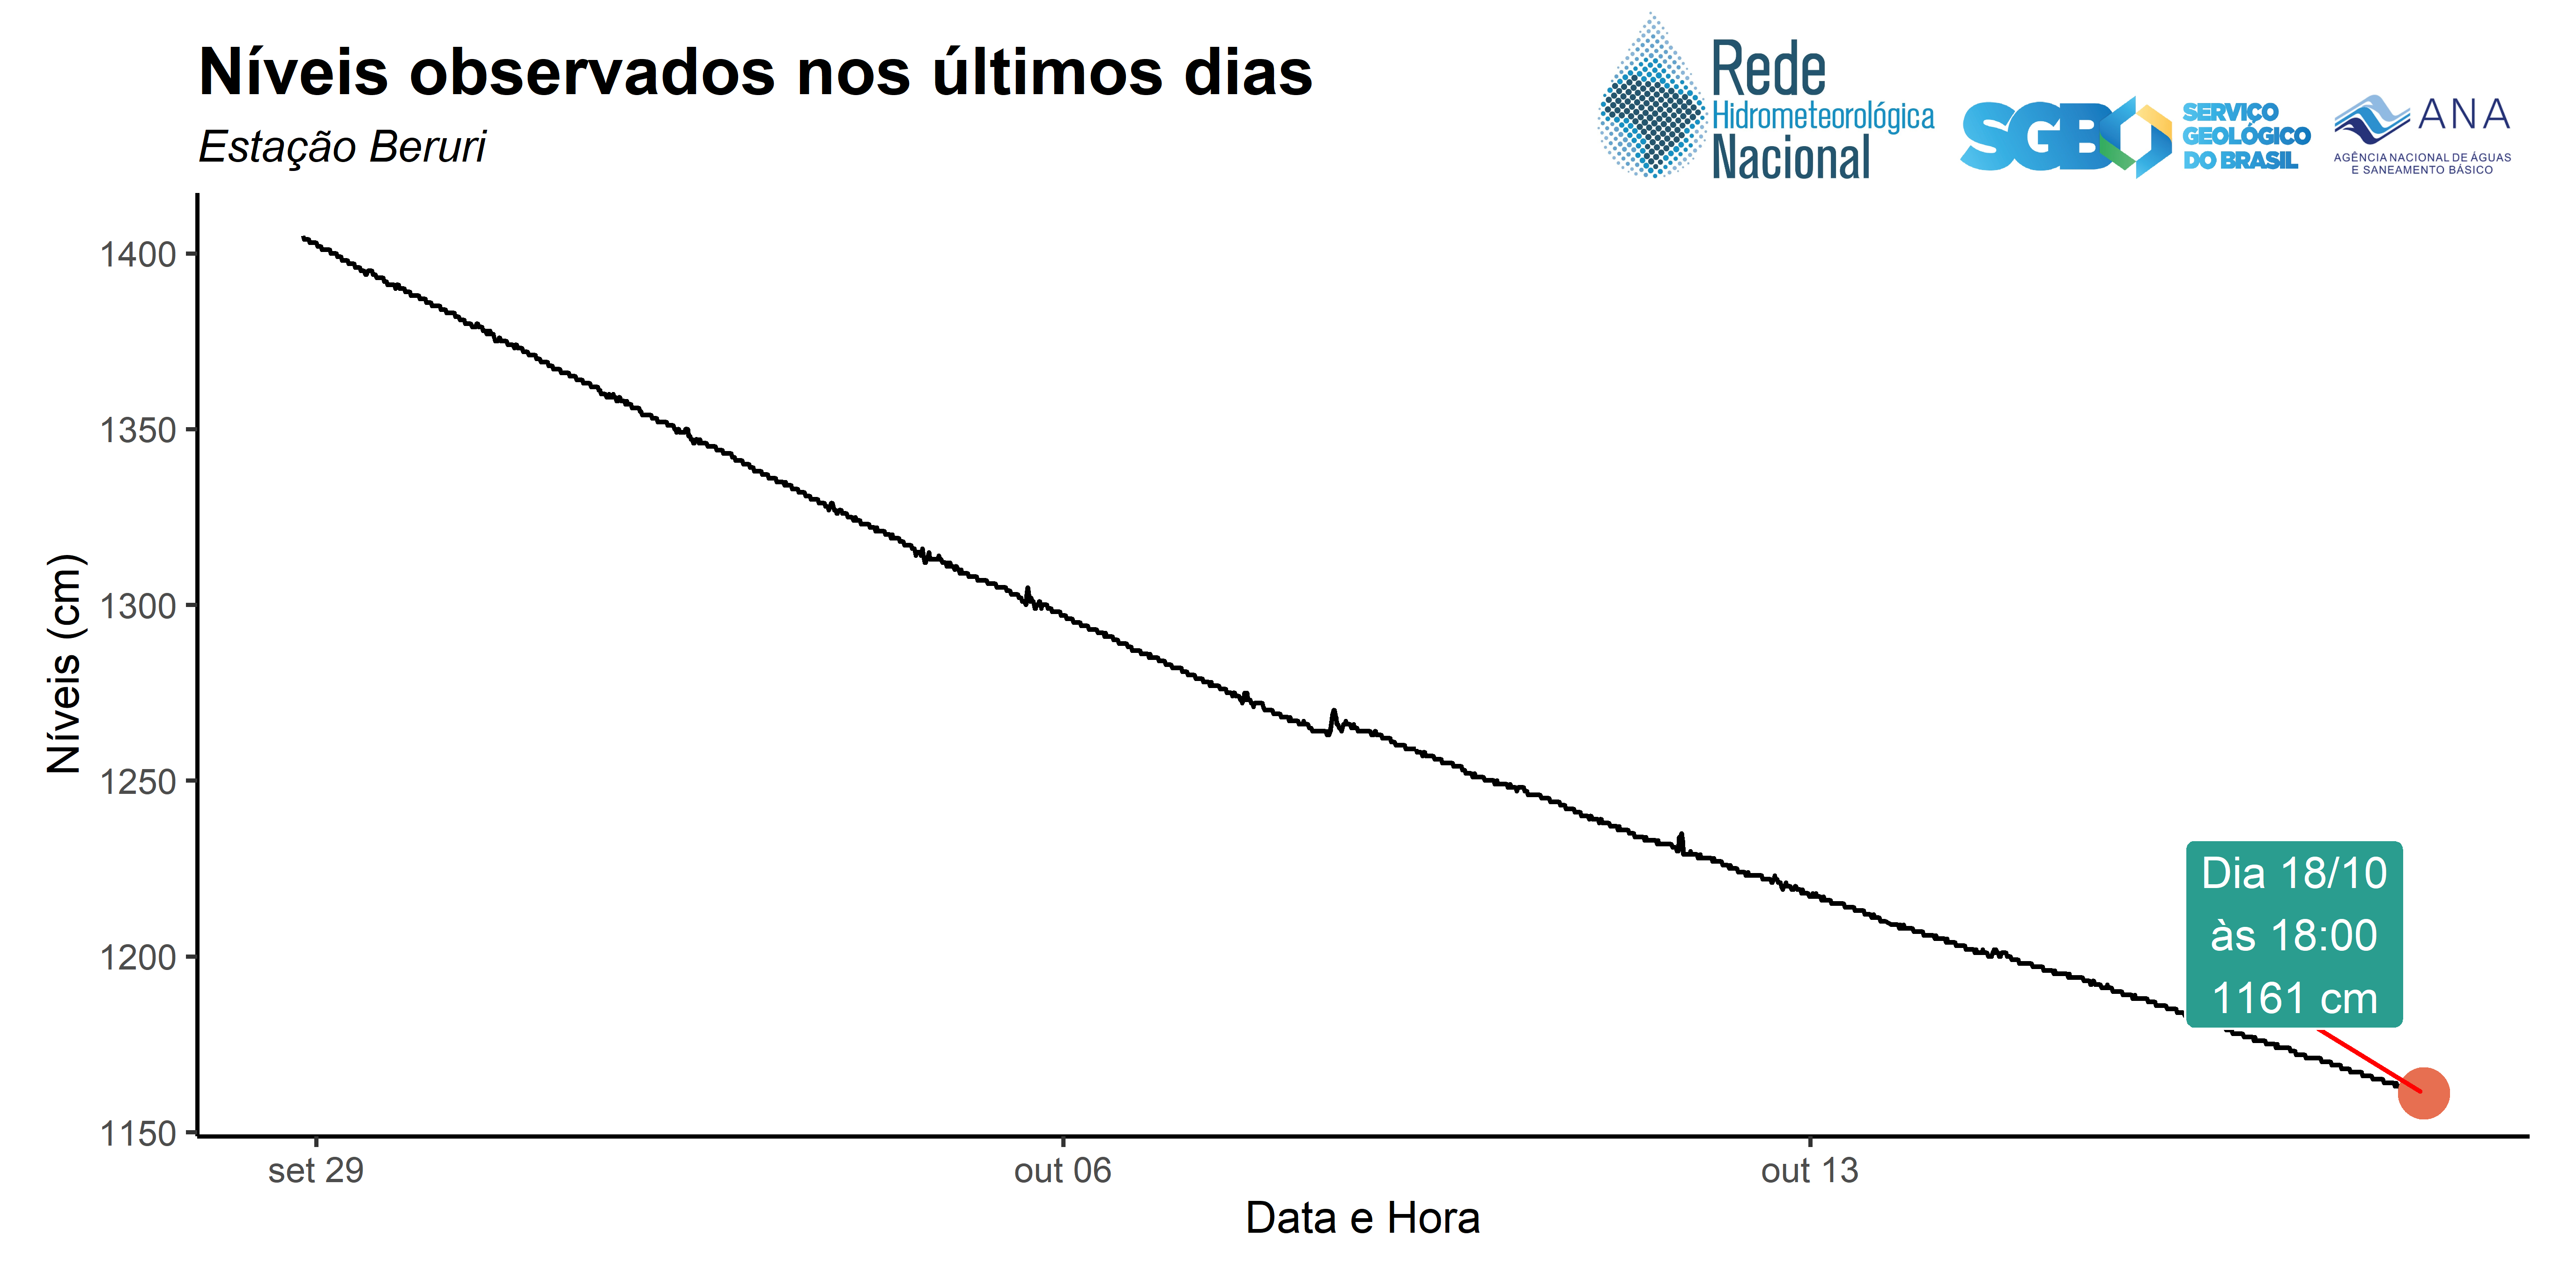 Níveis observados nos últimos dias
Estação Beruri
Rede
Hidrometeorológica
Nacional
SGB
SERVIÇO
GEOLÓGICO
DO BRASIL
ANA
AGÊNCIA NACIONAL DE ÁGUAS
E SANEAMENTO BÁSICO
Níveis (cm)
1400
1350
1300
1250
1200
1150
Dia 18/10
às 18:00
1161 cm
set 29
out 06
out 13
Data e Hora